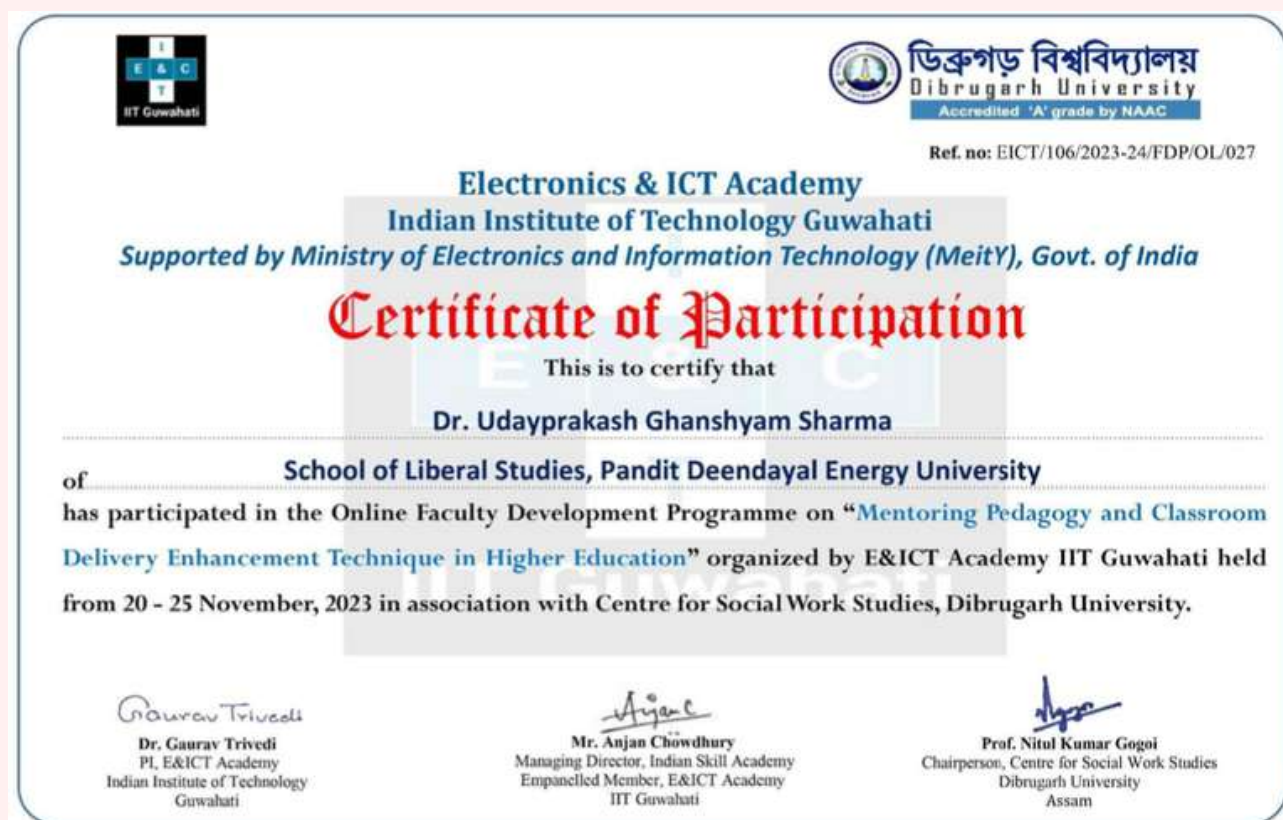 I
E & C
T
IIT Guwahati
ডিব্রুগড় বিশ্ববিদ্যালয়
Dibrugarh University
Accredited 'A' grade by NAAC
Ref. no: EICT/106/2023-24/FDP/OL/027
Electronics & ICT Academy
Indian Institute of Technology Guwahati
Supported by Ministry of Electronics and Information Technology (MeitY), Govt. of India
Certificate of Participation
E & C
This is to certify that
Dr. Udayprakash Ghanshyam Sharma
of School of Liberal Studies, Pandit Deendayal Energy University
has participated in the Online Faculty Development Programme on “Mentoring Pedagogy and Classroom
Delivery Enhancement Technique in Higher Education” organized by E&ICT Academy IIT Guwahati held
IIT Guwahati
from 20 - 25 November, 2023 in association with Centre for Social Work Studies, Dibrugarh University.
Gaurav Trivedi
Anjan C
Dr. Gaurav Trivedi
PI, E&ICT Academy
Indian Institute of Technology
Guwahati
Mr. Anjan Chowdhury
Managing Director, Indian Skill Academy
Empanelled Member, E&ICT Academy
IIT Guwahati
Prof. Nitul Kumar Gogoi
Chairperson, Centre for Social Work Studies
Dibrugarh University
Assam